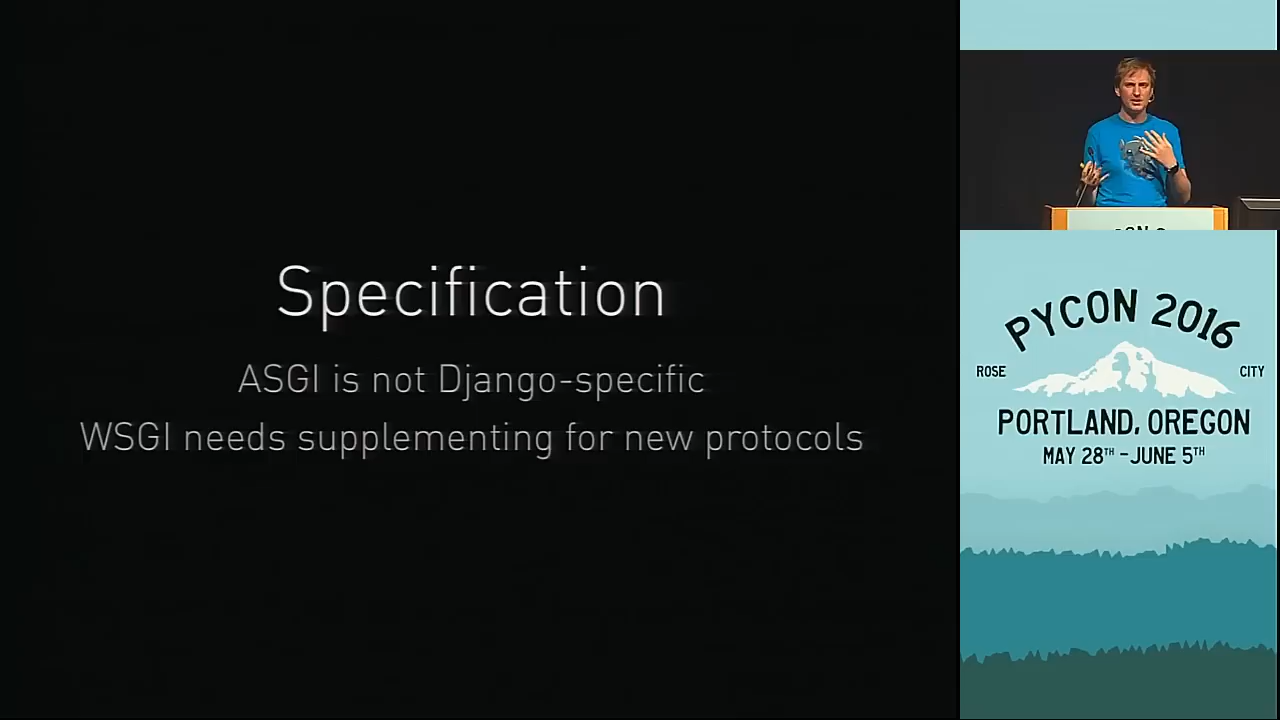 Specification
ASGI is not Django-specific
WSGI needs supplementing for new protocols
PYCON 2016
ROSE CITY
PORTLAND, OREGON
MAY 28TH - JUNE 5TH